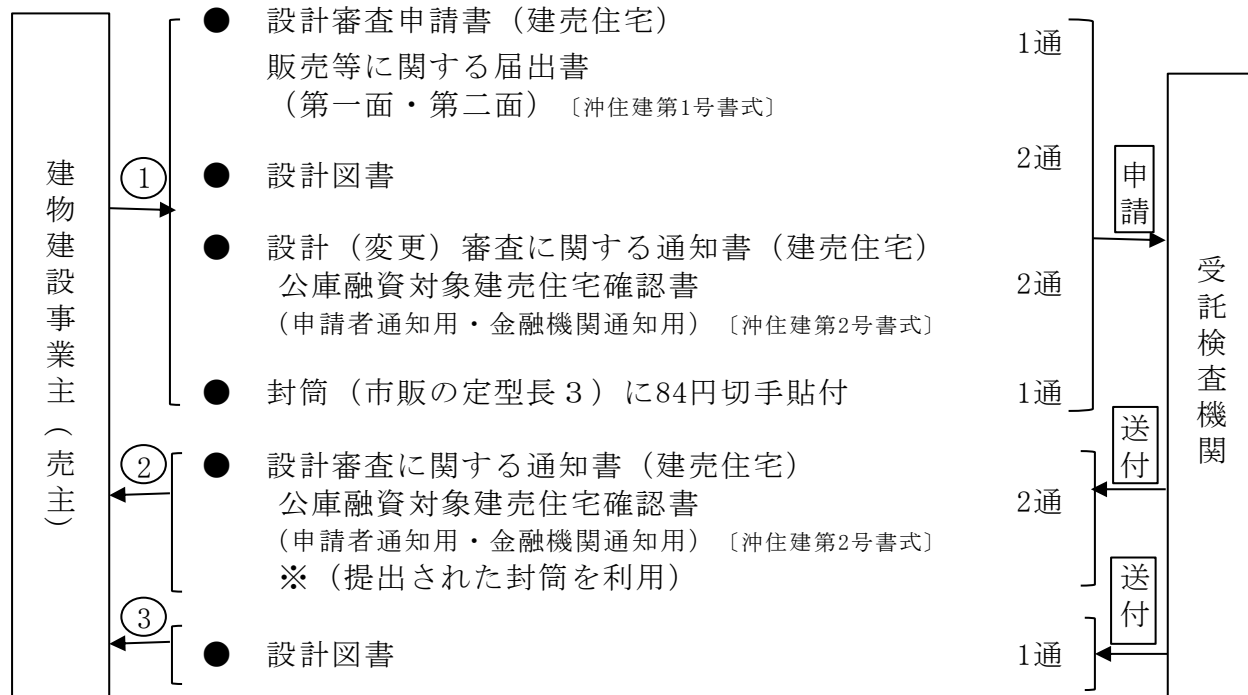 建物建設事業主（売主）
①
● 設計審査申請書（建売住宅） 1通
販売等に関する届出書
（第一面・第二面）〔沖住建第1号書式〕
● 設計図書 2通
● 設計（変更）審査に関する通知書（建売住宅）
公庫融資対象建売住宅確認書 2通
（申請者通知用・金融機関通知用）〔沖住建第2号書式〕
● 封筒（市販の定型長３）に84円切手貼付 1通
申請
受託検査機関
②
● 設計審査に関する通知書（建売住宅）
公庫融資対象建売住宅確認書 2通
（申請者通知用・金融機関通知用）〔沖住建第2号書式〕
※（提出された封筒を利用）
送付
③
● 設計図書 1通
送付